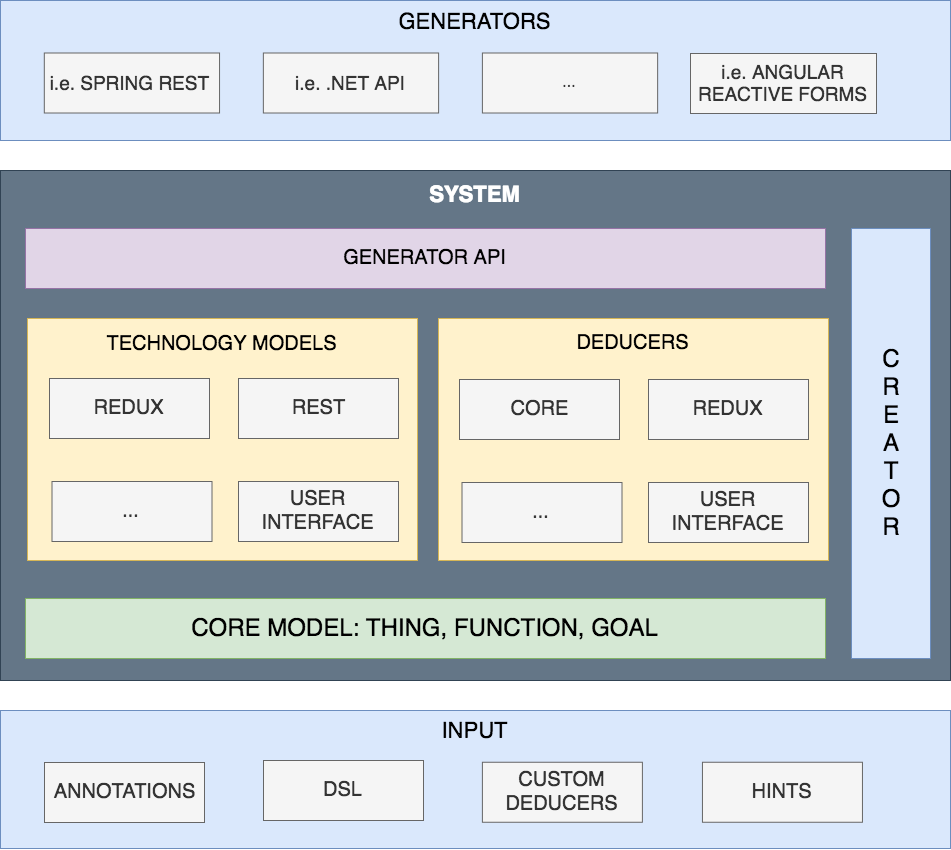 GENERATORS
i.e. SPRING REST
i.e. .NET API
...
i.e. ANGULAR
REACTIVE FORMS
SYSTEM
GENERATOR API
TECHNOLOGY MODELS
REDUX
REST
...
USER
INTERFACE
DEDUCERS
CORE
REDUX
...
USER
INTERFACE
C
R
E
A
T
O
R
CORE MODEL: THING, FUNCTION, GOAL
INPUT
ANNOTATIONS
DSL
CUSTOM
DEDUCERS
HINTS